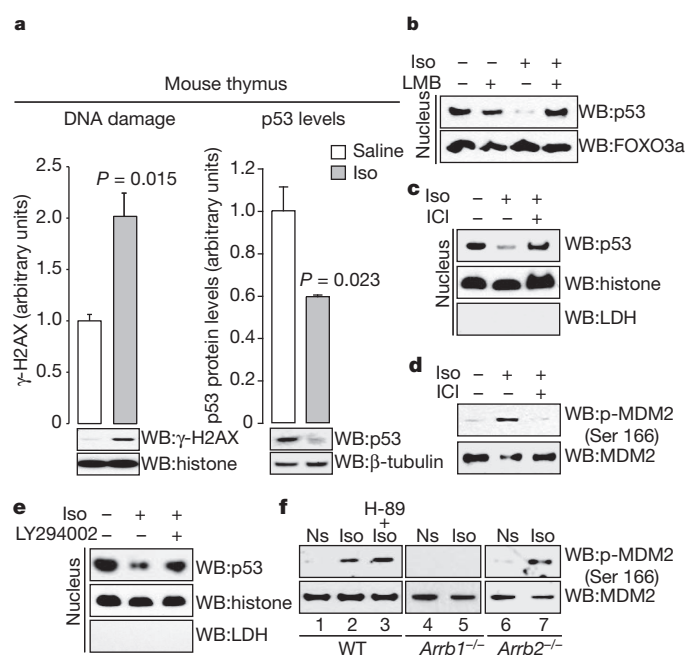 a
Mouse thymus
DNA damage
p53 levels
Saline
Iso
γ-H2AX (arbitrary units)
2.5
2.0
1.5
1.0
0.5
0
P = 0.015
p53 protein levels (arbitrary units)
1.2
1.0
0.8
0.6
0.4
0.2
0
P = 0.023
WB:γ-H2AX
WB:histone
WB:p53
WB:β-tubulin
b
Iso – – + +
LMB – + – +
Nucleus
WB:p53
WB:FOXO3a
c
Iso – + +
ICI – – +
Nucleus
WB:p53
WB:histone
WB:LDH
d
Iso – + +
ICI – – +
WB:p-MDM2
(Ser 166)
WB:MDM2
e
Iso – + +
LY294002 – – +
Nucleus
WB:p53
WB:histone
WB:LDH
f
H-89
+
Ns Iso Iso Ns Iso Ns Iso
WB:p-MDM2
(Ser 166)
WB:MDM2
1 2 3 4 5 6 7
WT Arrb1–/– Arrb2–/–